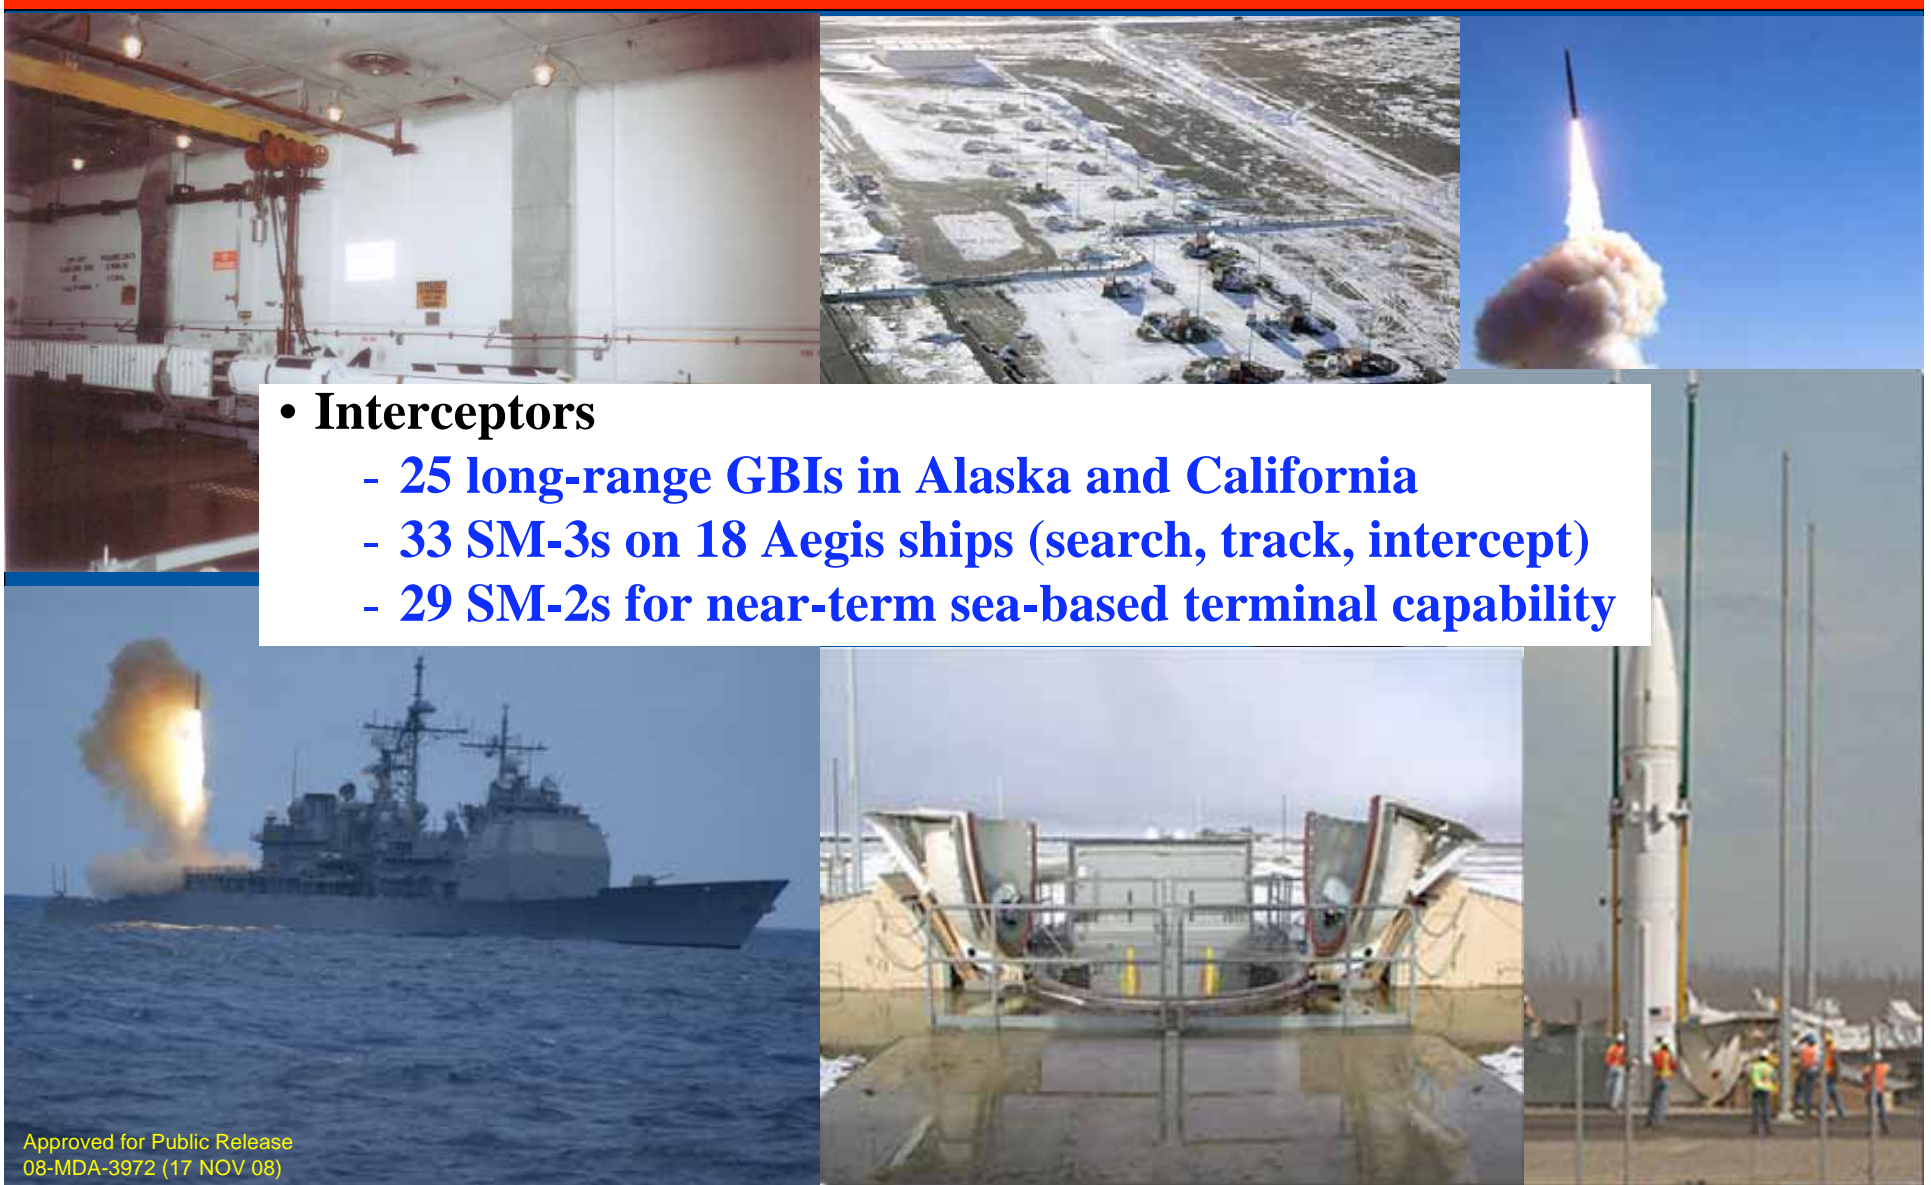 • Interceptors
- 25 long-range GBIs in Alaska and California
- 33 SM-3s on 18 Aegis ships (search, track, intercept)
- 29 SM-2s for near-term sea-based terminal capability
Approved for Public Release
08-MDA-3972 (17 NOV 08)